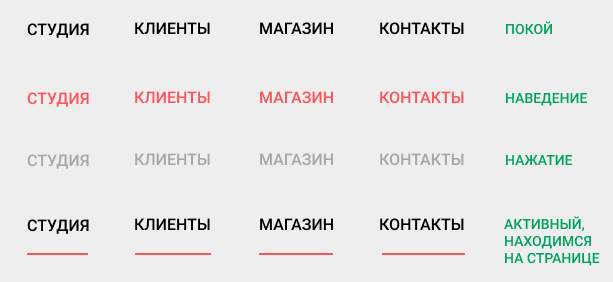 СТУДИЯ КЛИЕНТЫ МАГАЗИН КОНТАКТЫ ПОКОЙ
СТУДИЯ КЛИЕНТЫ МАГАЗИН КОНТАКТЫ НАВЕДЕНИЕ
СТУДИЯ КЛИЕНТЫ МАГАЗИН КОНТАКТЫ НАЖАТИЕ
СТУДИЯ КЛИЕНТЫ МАГАЗИН КОНТАКТЫ АКТИВНЫЙ,
НАХОДИМСЯ
НА СТРАНИЦЕ